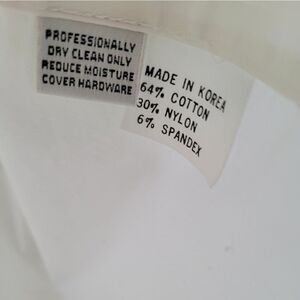 PROFESSIONALLY
DRY CLEAN ONLY
REDUCE MOISTURE
COVER HARDWARE
MADE IN KOREA
64% COTTON
30% NYLON
6% SPANDEX